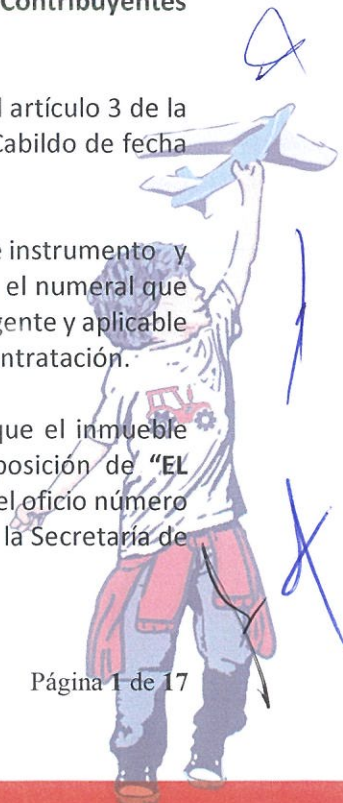 Contribuyentes
l artículo 3 de la
Cabildo de fecha
e instrumento y
el numeral que
gente y aplicable
ntratación.
que el inmueble
posición de "EL
el oficio número
la Secretaría de
Página 1 de 17